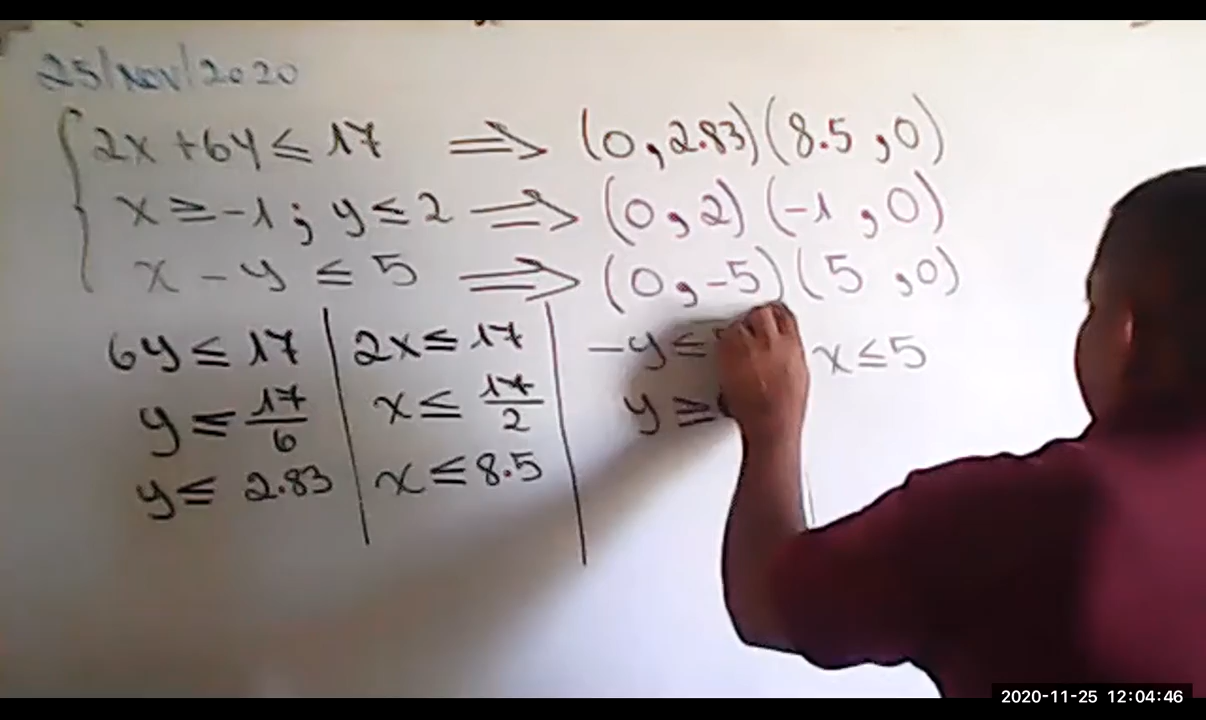 25/Nov/2020
2x + 6y ≤ 17 ⟹ (0, 2.83) (8.5, 0)
x ≥ -1 ; y ≤ 2 ⟹ (0, 2) (-1, 0)
x - y ≤ 5 ⟹ (0, -5) (5, 0)
6y ≤ 17
y ≤ 17/6
y ≤ 2.83
2x ≤ 17
x ≤ 17/2
x ≤ 8.5
-y ≤
y ≥
x ≤ 5
2020-11-25 12:04:46